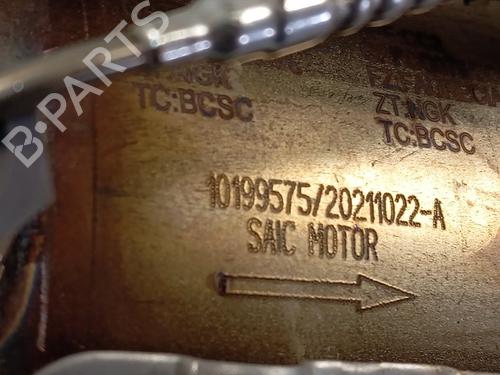 B-PARTS
ZT:NGK
TC:BCSC
ZT:NGK
TC:BCSC
10199575/20211022-A
SAIC MOTOR